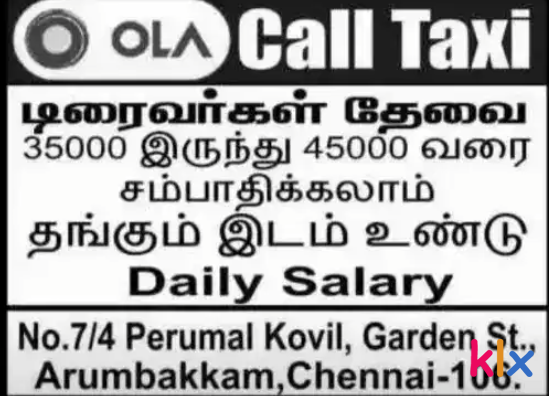 OLA Call Taxi
டிரைவர்கள் தேவை
35000 இருந்து 45000 வரை
சம்பாதிக்கலாம்
தங்கும் இடம் உண்டு
Daily Salary
No.7/4 Perumal Kovil, Garden St.,
Arumbakkam,Chennai-106.
klx